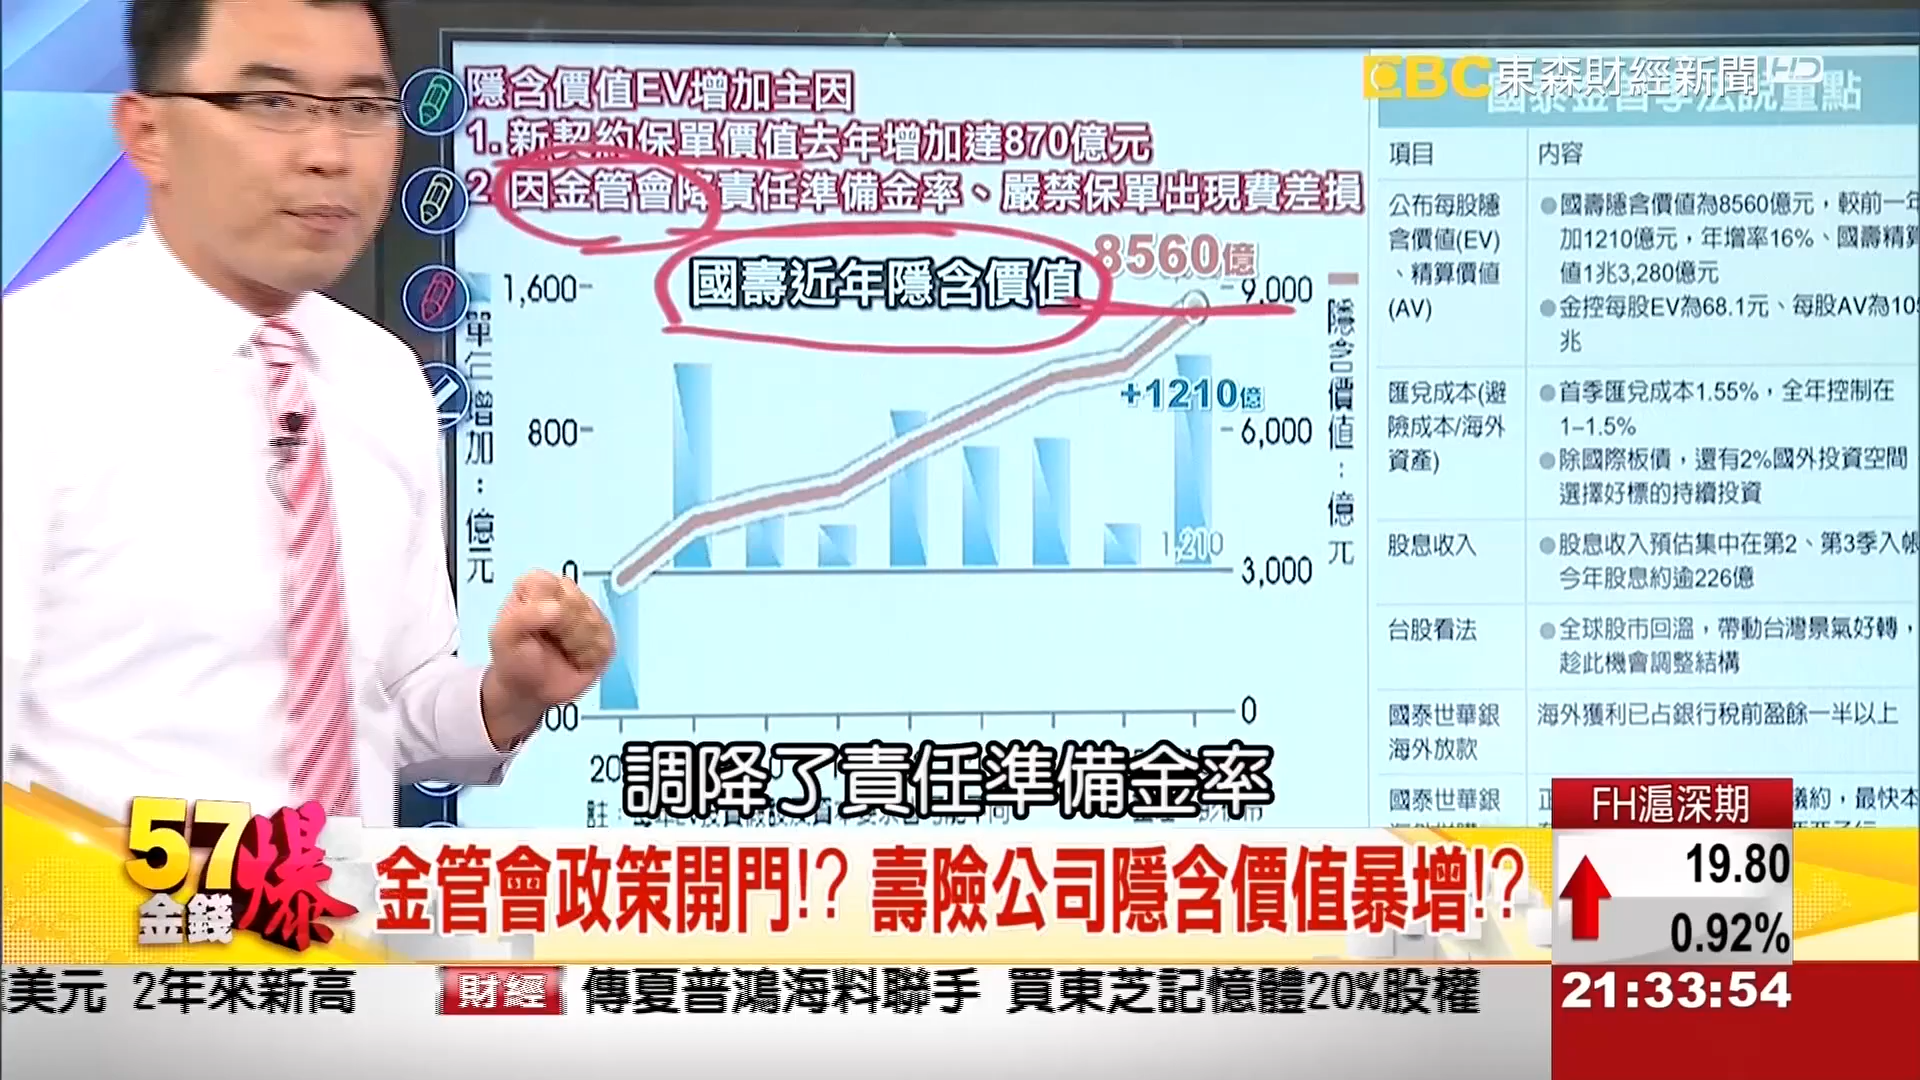 EBC 東森財經新聞 HD
隱含價值EV增加主因
1. 新契約保單價值去年增加達870億元
2. 因金管會降責任準備金率、嚴禁保單出現費差損
國壽近年隱含價值
8560億
+1210億
1,210
1,600
800
0
9,000
6,000
3,000
0
隱含價值：億元
項目
內容
公布每股隱含價值(EV)、精算價值(AV)
國壽隱含價值為8560億元，較前一年
加1210億元，年增率16%、國壽精算
值1兆3,280億元
金控每股EV為68.1元、每股AV為105
兆
匯兌成本(避險成本/海外資產)
首季匯兌成本1.55%，全年控制在
1–1.5%
除國際板債，還有2%國外投資空間
選擇好標的持續投資
股息收入
股息收入預估集中在第2、第3季入帳
今年股息約逾226億
台股看法
全球股市回溫，帶動台灣景氣好轉，
趁此機會調整結構
國泰世華銀海外放款
海外獲利已占銀行稅前盈餘一半以上
國泰世華銀
調降了責任準備金率
57金錢爆
金管會政策開門!? 壽險公司隱含價值暴增!?
FH滬深期
19.80
0.92%
美元 2年來新高 財經 傳夏普鴻海料聯手 買東芝記憶體20%股權
21:33:54